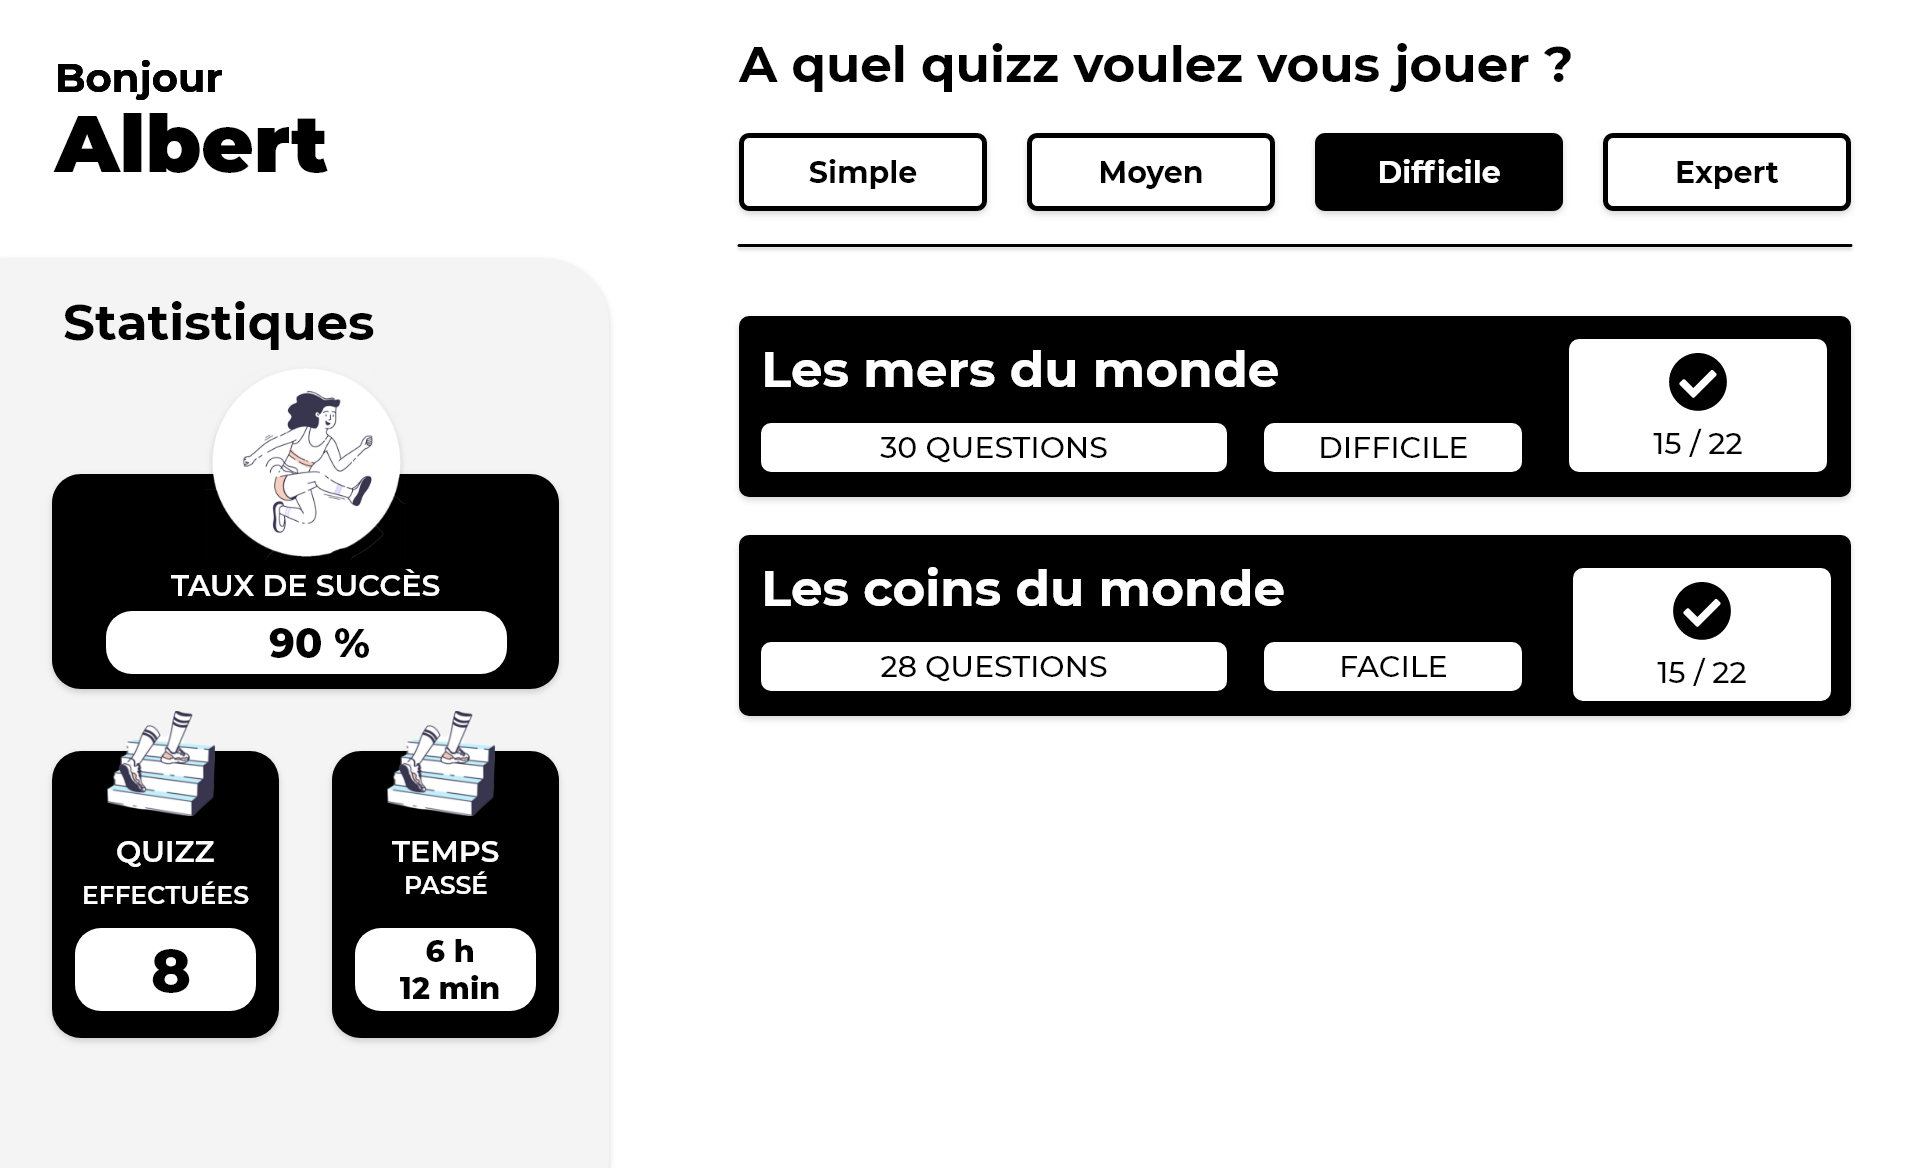 Bonjour
Albert
Statistiques
TAUX DE SUCCÈS
90 %
QUIZZ
EFFECTUÉES
8
TEMPS
PASSÉ
6 h
12 min
A quel quizz voulez vous jouer ?
Simple
Moyen
Difficile
Expert
Les mers du monde
30 QUESTIONS
DIFFICILE
15 / 22
Les coins du monde
28 QUESTIONS
FACILE
15 / 22